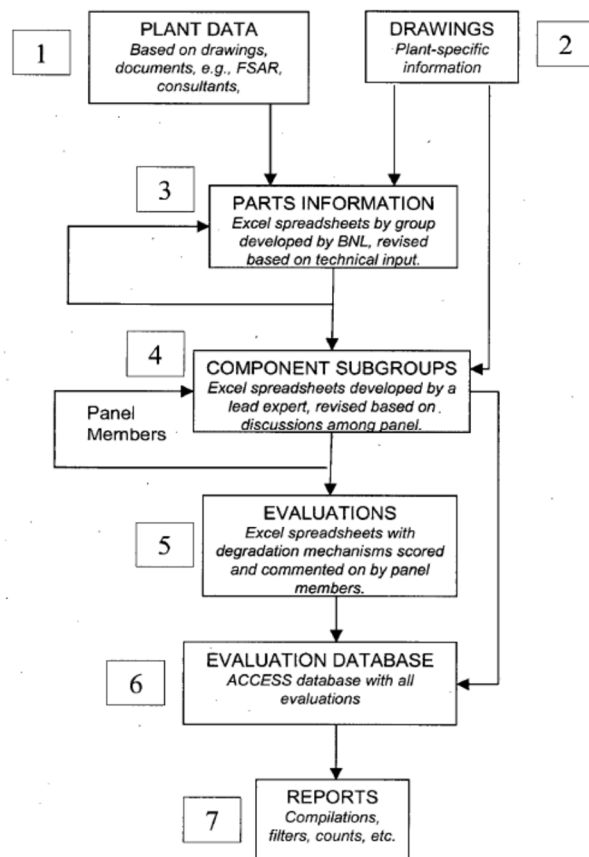 1
PLANT DATA
Based on drawings,
documents, e.g., FSAR,
consultants,
DRAWINGS
Plant-specific
information
2
3
PARTS INFORMATION
Excel spreadsheets by group
developed by BNL, revised
based on technical input.
4
COMPONENT SUBGROUPS
Excel spreadsheets developed by a
lead expert, revised based on
discussions among panel.
Panel
Members
5
EVALUATIONS
Excel spreadsheets with
degradation mechanisms scored
and commented on by panel
members.
6
EVALUATION DATABASE
ACCESS database with all
evaluations
7
REPORTS
Compilations,
filters, counts, etc.